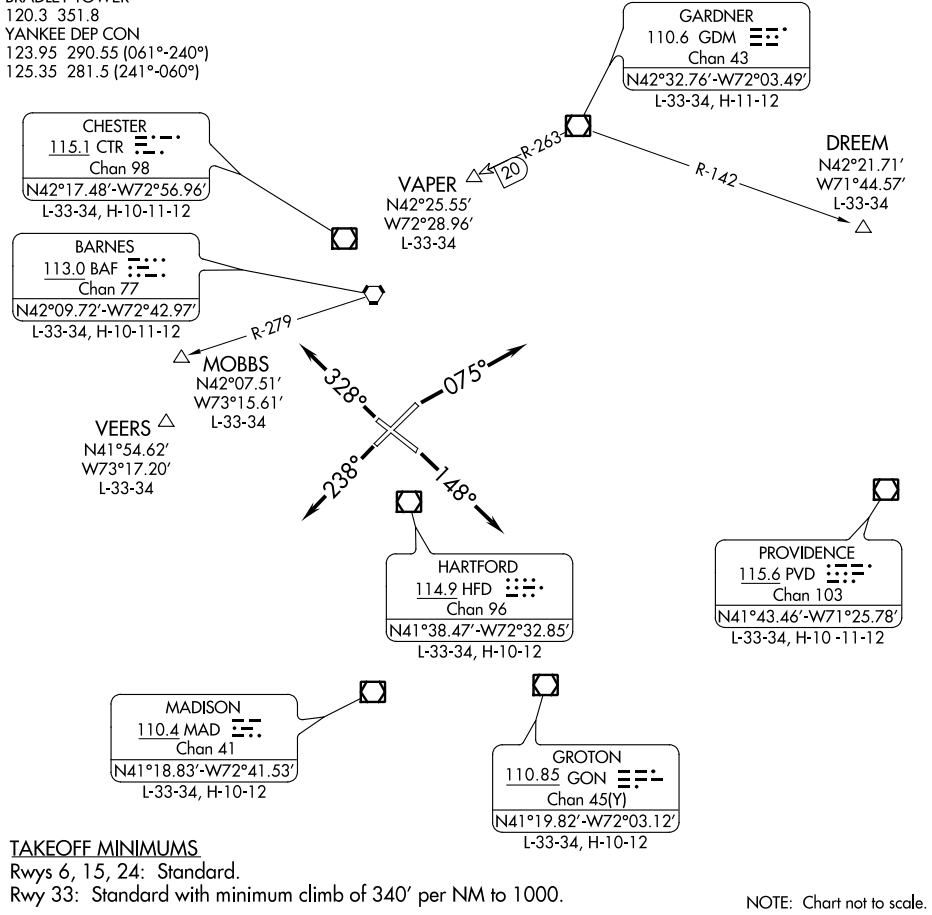 BRADLEY TOWER
120.3 351.8
YANKEE DEP CON
123.95 290.55 (061°-240°)
125.35 281.5 (241°-060°)
GARDNER
110.6 GDM
Chan 43
N42°32.76′-W72°03.49′
L-33-34, H-11-12
CHESTER
115.1 CTR
Chan 98
N42°17.48′-W72°56.96′
L-33-34, H-10-11-12
R-263
20
VAPER
N42°25.55′
W72°28.96′
L-33-34
R-142
DREEM
N42°21.71′
W71°44.57′
L-33-34
BARNES
113.0 BAF
Chan 77
N42°09.72′-W72°42.97′
L-33-34, H-10-11-12
R-279
MOBBS
N42°07.51′
W73°15.61′
L-33-34
VEERS
N41°54.62′
W73°17.20′
L-33-34
328°
075°
238°
148°
HARTFORD
114.9 HFD
Chan 96
N41°38.47′-W72°32.85′
L-33-34, H-10-12
PROVIDENCE
115.6 PVD
Chan 103
N41°43.46′-W71°25.78′
L-33-34, H-10 -11-12
MADISON
110.4 MAD
Chan 41
N41°18.83′-W72°41.53′
L-33-34, H-10-12
GROTON
110.85 GON
Chan 45(Y)
N41°19.82′-W72°03.12′
L-33-34, H-10-12
TAKEOFF MINIMUMS
Rwys 6, 15, 24: Standard.
Rwy 33: Standard with minimum climb of 340′ per NM to 1000.
NOTE: Chart not to scale.